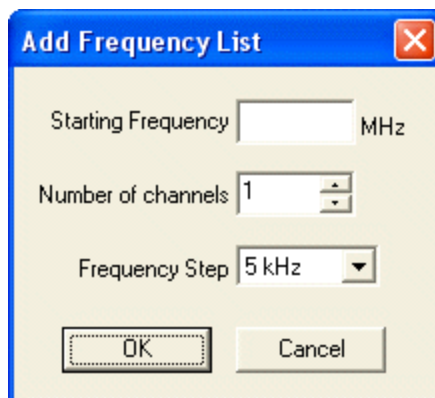 Add Frequency List
Starting Frequency MHz
Number of channels 1
Frequency Step 5 kHz
OK Cancel